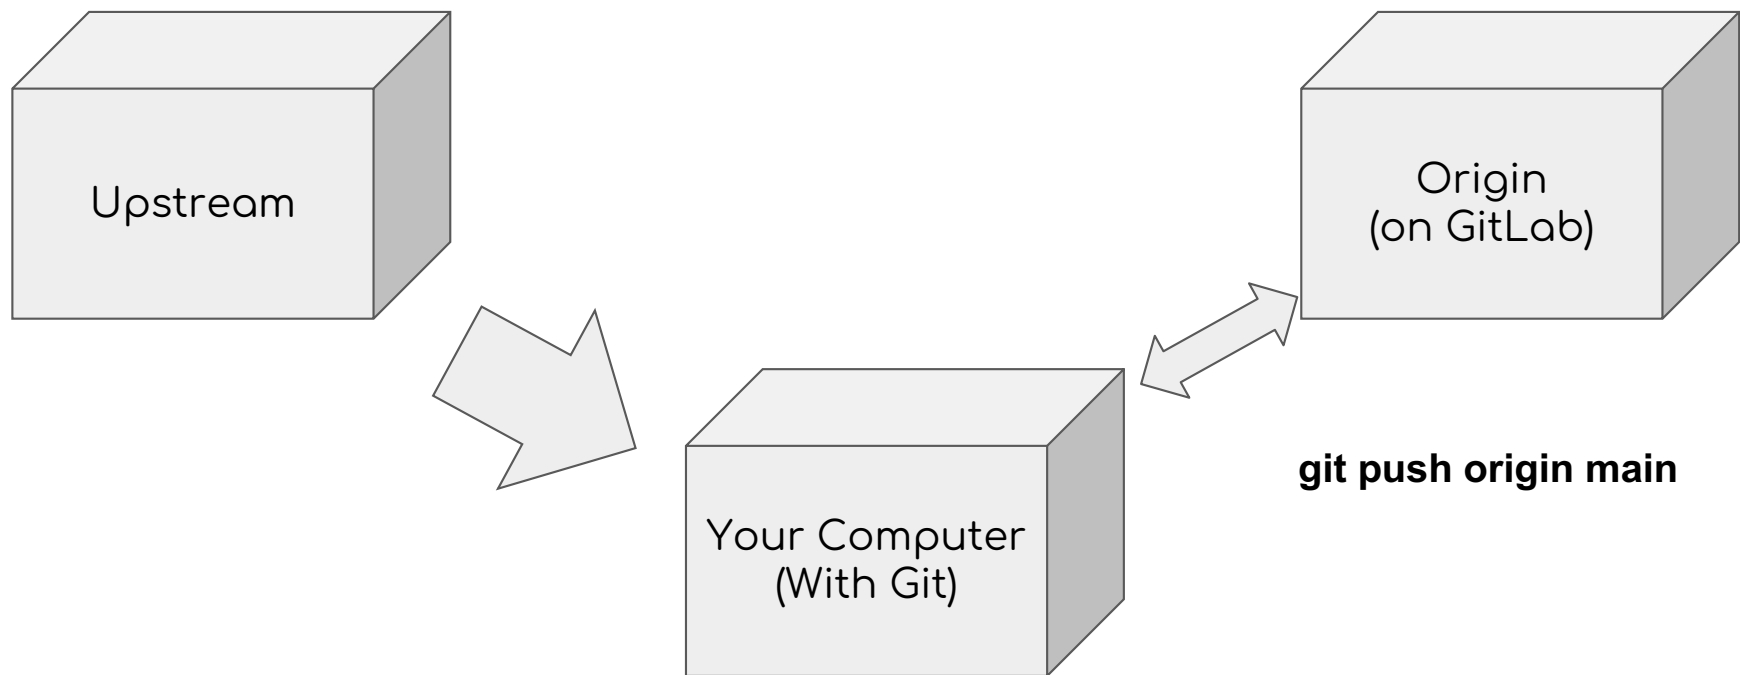 Upstream
Origin
(on GitLab)
git push origin main
Your Computer
(With Git)